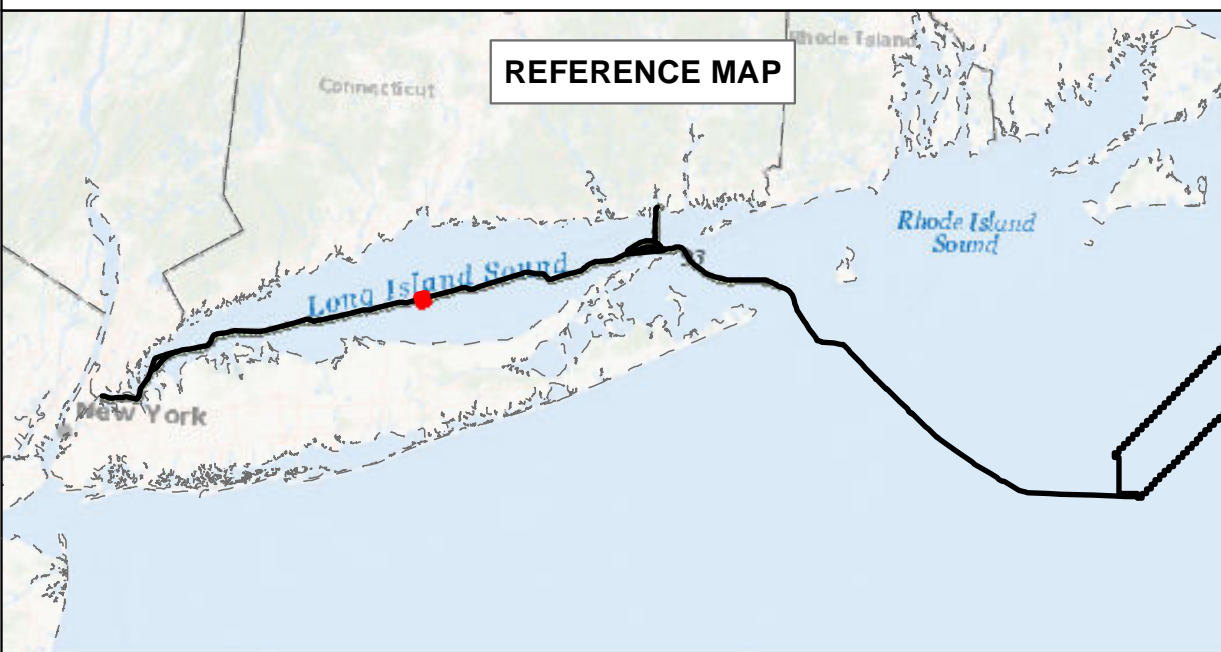 Rhode Island
REFERENCE MAP
Connecticut
Rhode Island
Sound
Long Island Sound
New York